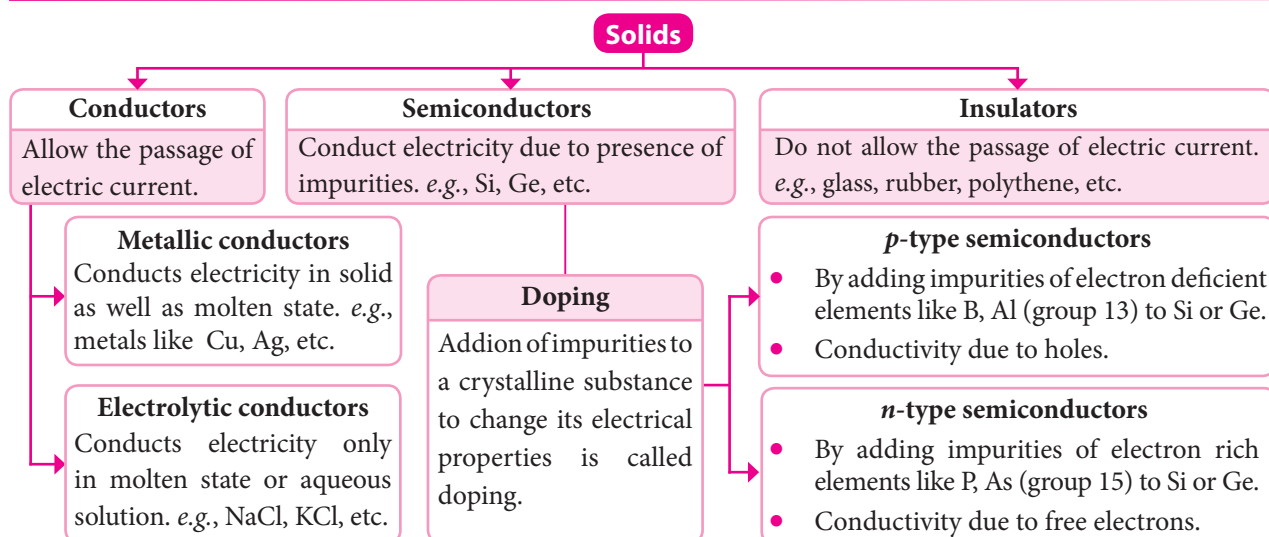 Solids
Conductors
Allow the passage of
electric current.
Semiconductors
Conduct electricity due to presence of
impurities. e.g., Si, Ge, etc.
Insulators
Do not allow the passage of electric current.
e.g., glass, rubber, polythene, etc.
Metallic conductors
Conducts electricity in solid
as well as molten state. e.g.,
metals like Cu, Ag, etc.
Electrolytic conductors
Conducts electricity only
in molten state or aqueous
solution. e.g., NaCl, KCl, etc.
Doping
Addion of impurities to
a crystalline substance
to change its electrical
properties is called
doping.
p-type semiconductors
• By adding impurities of electron deficient
elements like B, Al (group 13) to Si or Ge.
• Conductivity due to holes.
n-type semiconductors
• By adding impurities of electron rich
elements like P, As (group 15) to Si or Ge.
• Conductivity due to free electrons.